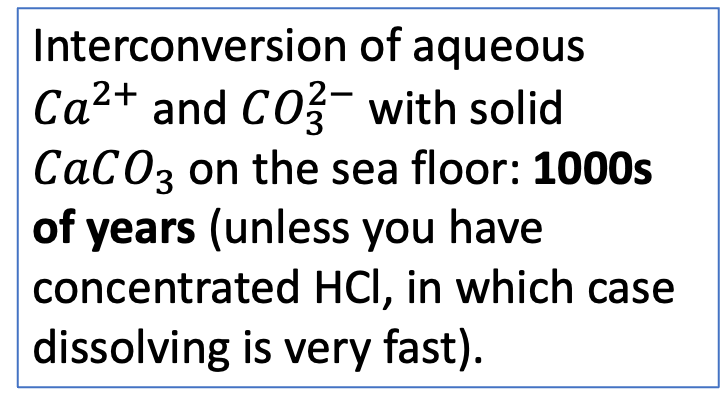 Interconversion of aqueous
Ca²⁺ and CO₃²⁻ with solid
CaCO₃ on the sea floor: 1000s
of years (unless you have
concentrated HCl, in which case
dissolving is very fast).